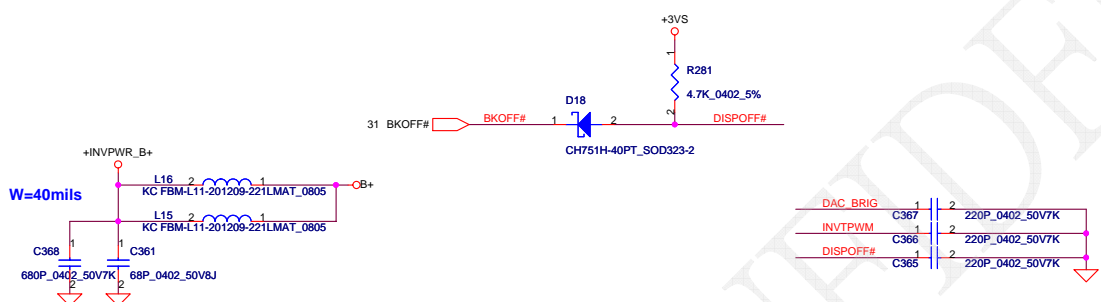 +3VS
1
R281
4.7K_0402_5%
2
D18
31 BKOFF#
BKOFF#
1
2
DISPOFF#
CH751H-40PT_SOD323-2
+INVPWR_B+
W=40mils
L16
2
1
KC FBM-L11-201209-221LMAT_0805
B+
L15
2
1
KC FBM-L11-201209-221LMAT_0805
C368
1
680P_0402_50V7K
2
C361
1
68P_0402_50V8J
2
DAC_BRIG
1
2
C367
220P_0402_50V7K
INVTPWM
1
2
C366
220P_0402_50V7K
DISPOFF#
1
2
C365
220P_0402_50V7K